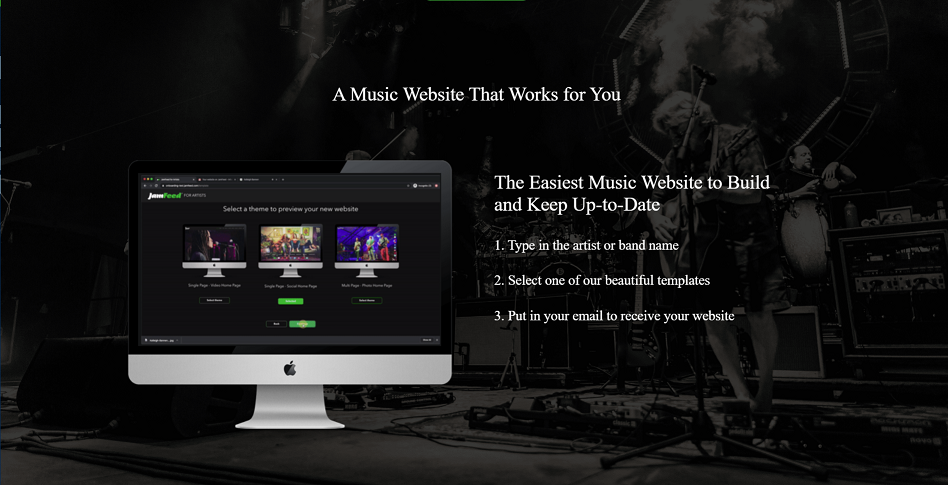 A Music Website That Works for You
jamFeed FOR ARTISTS
Select a theme to preview your new website
Single Page - Video Home Page
Single Page - Social Home Page
Multi Page - Photo Home Page
Select theme
Select theme
Back
The Easiest Music Website to Build
and Keep Up-to-Date
1. Type in the artist or band name
2. Select one of our beautiful templates
3. Put in your email to receive your website